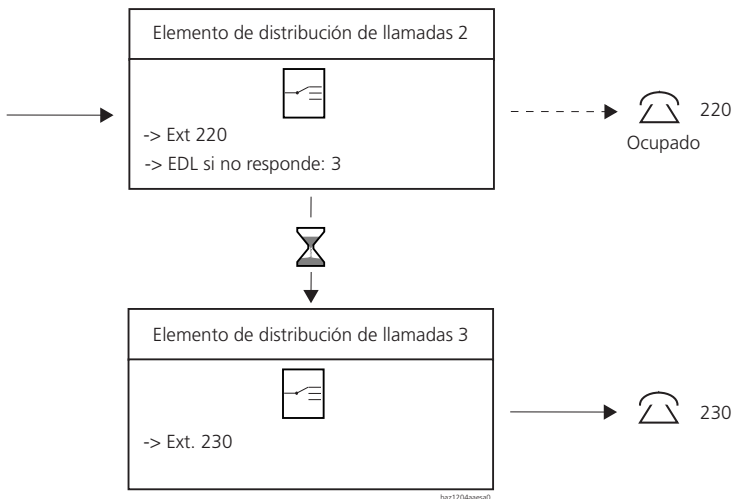 Elemento de distribución de llamadas 2
-> Ext 220
-> EDL si no responde: 3
220
Ocupado
Elemento de distribución de llamadas 3
-> Ext. 230
230
haz1204aaesa0